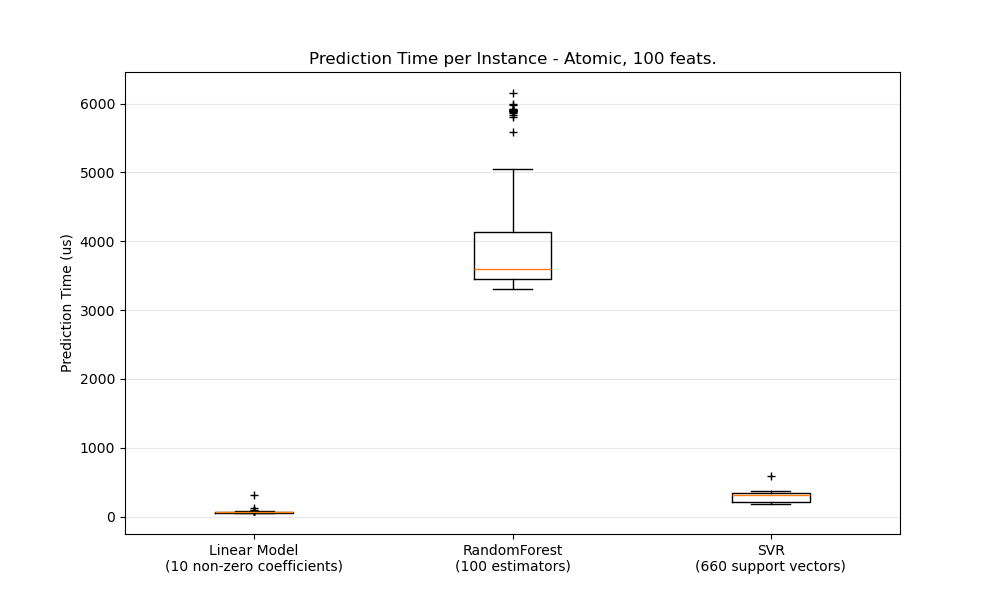 Prediction Time per Instance - Atomic, 100 feats.
Prediction Time (us)
6000
5000
4000
3000
2000
1000
0
Linear Model
(10 non-zero coefficients)
RandomForest
(100 estimators)
SVR
(660 support vectors)